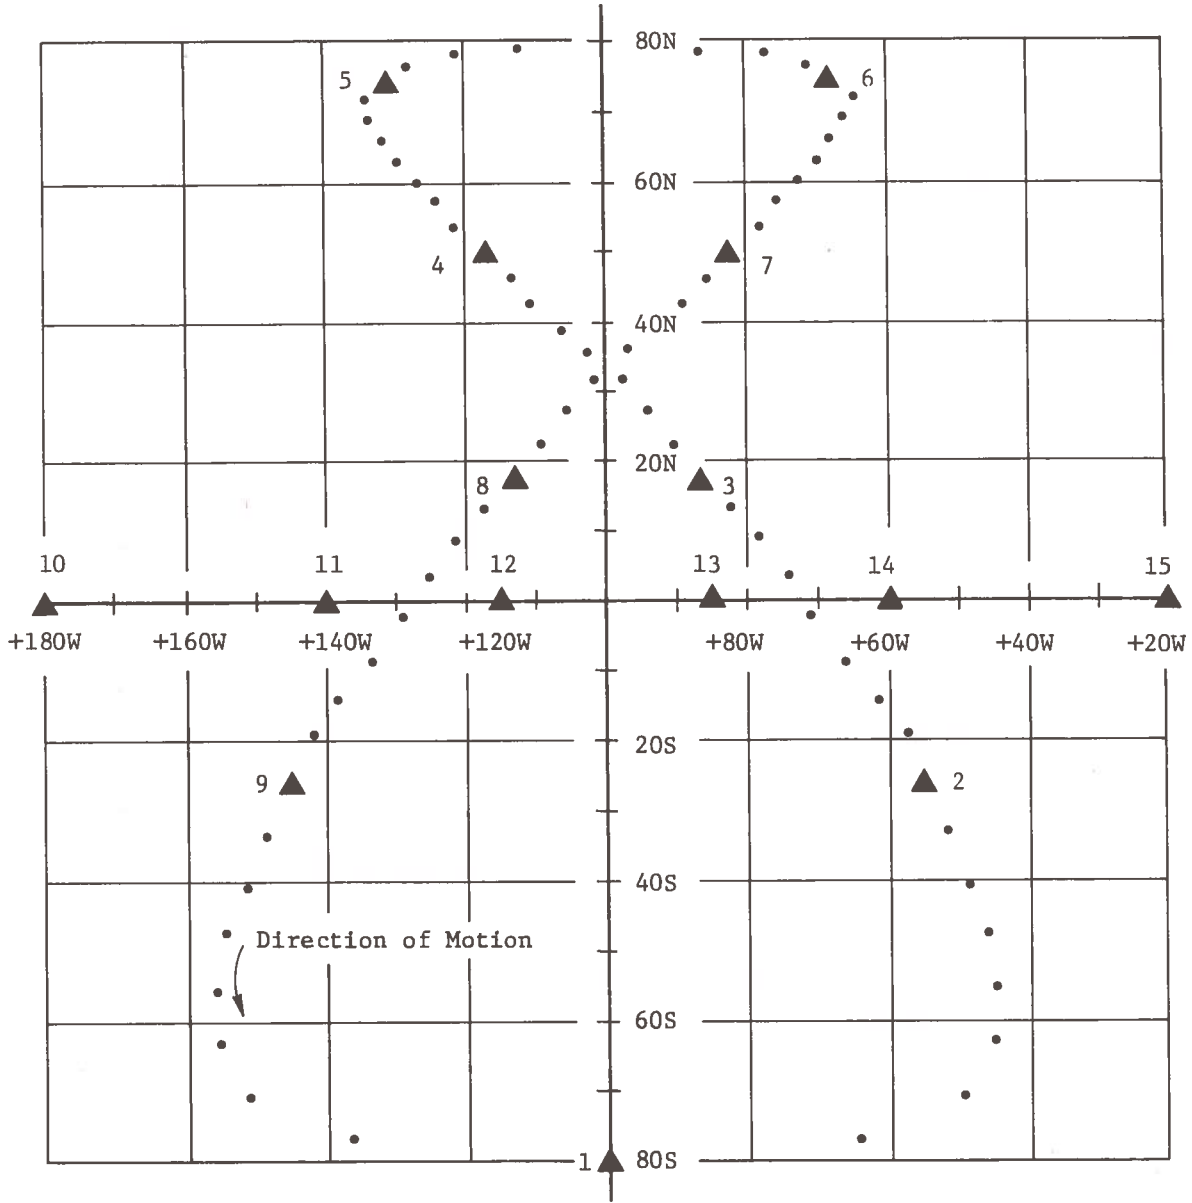 80N
5 6
60N
4 7
40N
20N
8 3
10 11 12 13 14 15
+180W +160W +140W +120W +80W +60W +40W +20W
20S
9 2
40S
Direction of Motion
60S
1 80S